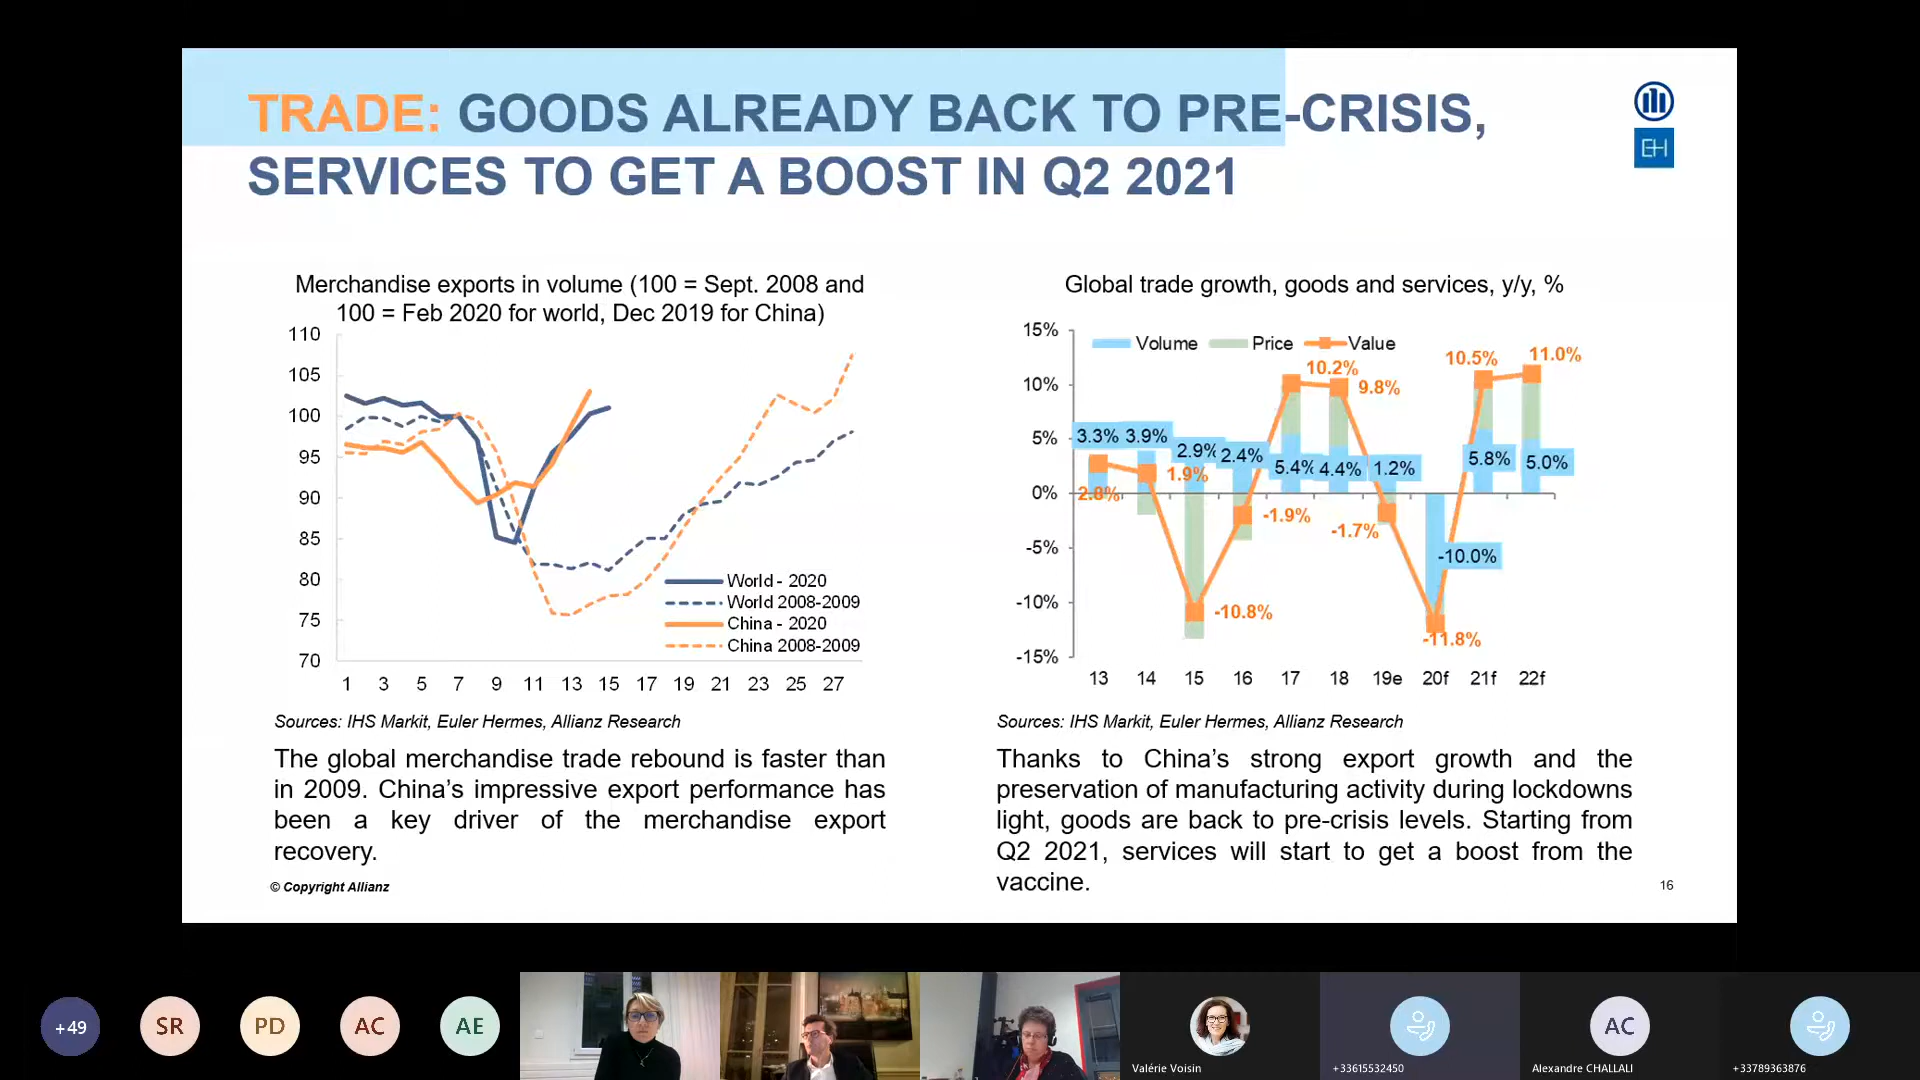 TRADE: GOODS ALREADY BACK TO PRE-CRISIS,
SERVICES TO GET A BOOST IN Q2 2021
EH
Merchandise exports in volume (100 = Sept. 2008 and
100 = Feb 2020 for world, Dec 2019 for China)
110
105
100
95
90
85
80
75
70
World - 2020
World 2008-2009
China - 2020
China 2008-2009
1 3 5 7 9 11 13 15 17 19 21 23 25 27
Sources: IHS Markit, Euler Hermes, Allianz Research
The global merchandise trade rebound is faster than
in 2009. China’s impressive export performance has
been a key driver of the merchandise export
recovery.
© Copyright Allianz
Global trade growth, goods and services, y/y, %
15%
10%
5%
0%
-5%
-10%
-15%
Volume Price Value
10.2%
9.8%
10.5%
11.0%
3.3% 3.9%
2.9% 2.4%
5.4% 4.4% 1.2%
5.8% 5.0%
2.8%
1.9%
-1.9%
-1.7%
-10.0%
-10.8%
-11.8%
13 14 15 16 17 18 19e 20f 21f 22f
Sources: IHS Markit, Euler Hermes, Allianz Research
Thanks to China’s strong export growth and the
preservation of manufacturing activity during lockdowns
light, goods are back to pre-crisis levels. Starting from
Q2 2021, services will start to get a boost from the
vaccine.
16
+49
SR
PD
AC
AE
Valérie Voisin
+33615532450
AC
Alexandre CHALLALI
+33789363876